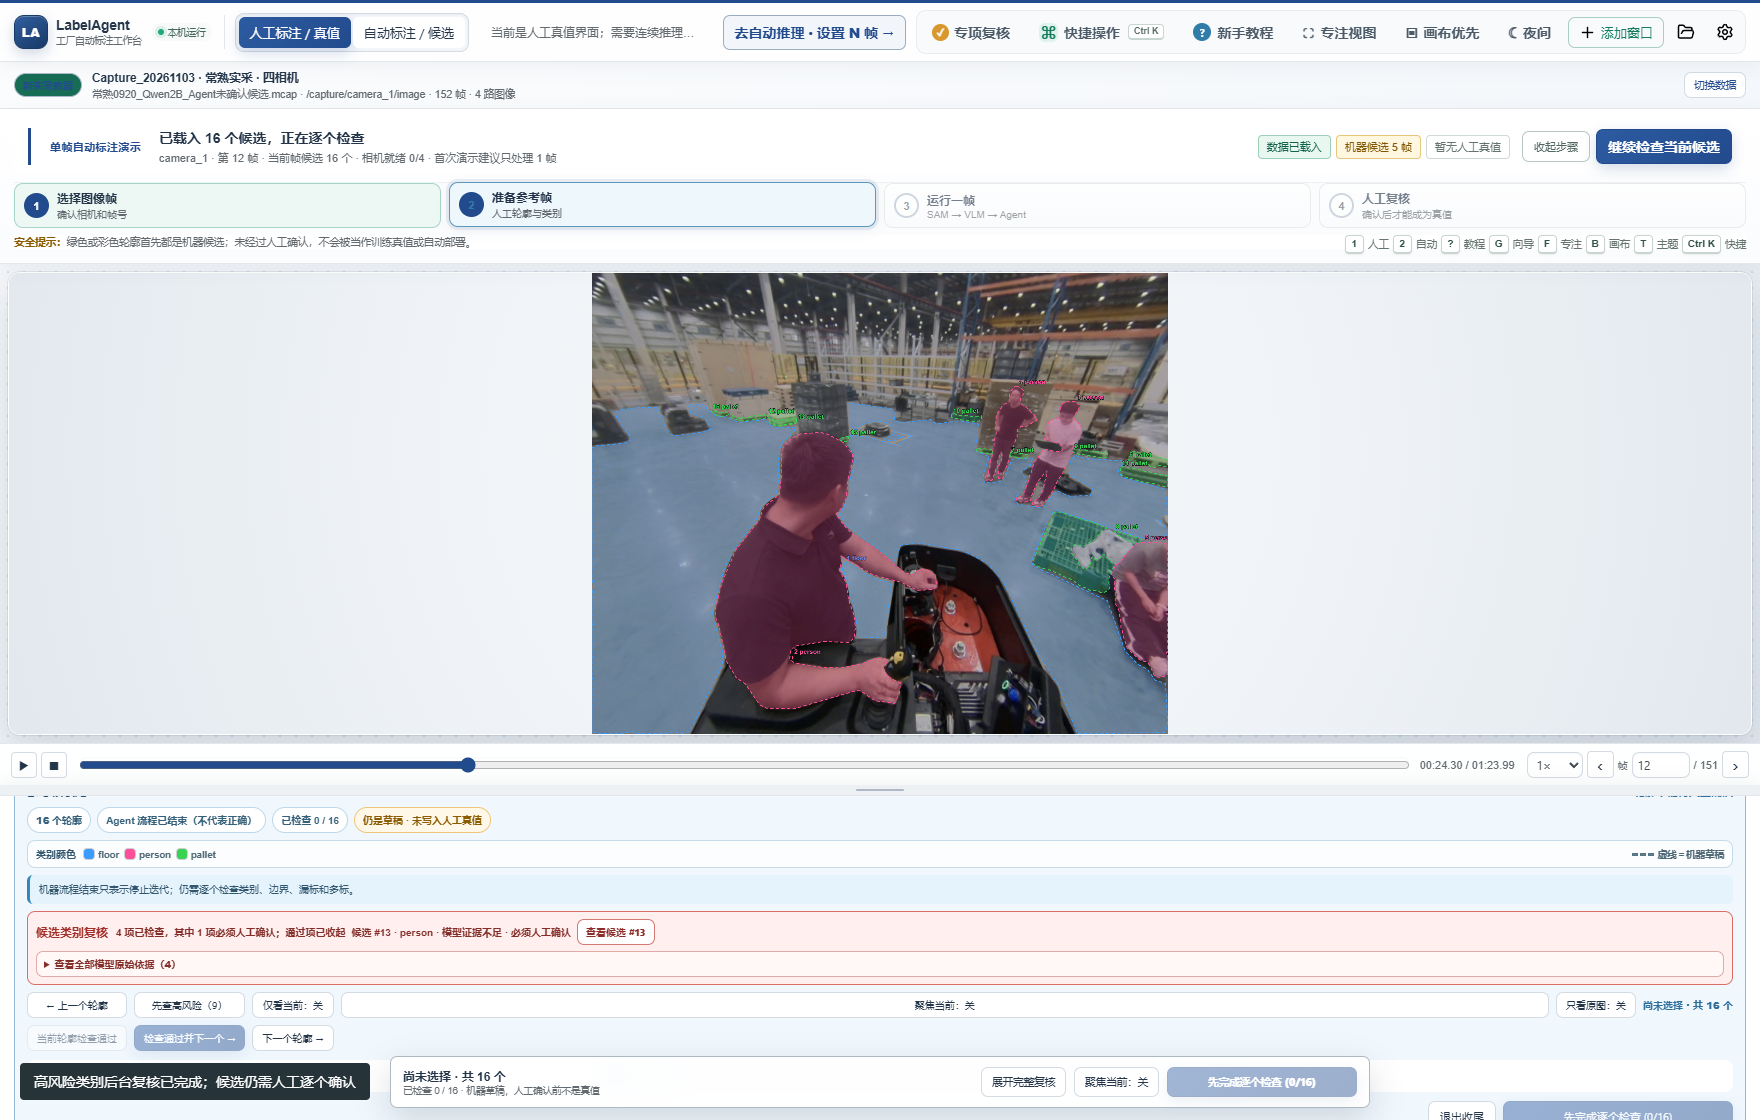 LA
LabelAgent
工厂自动标注工作台
本机运行
人工标注 / 真值
自动标注 / 候选
当前是人工真值界面；需要连续推理...
去自动推理 · 设置 N 帧 →
专项复核
快捷操作 Ctrl K
? 新手教程
专注视图
画布优先
夜间
添加窗口
Capture_20261103 · 常熟实采 · 四相机
常熟0920_Qwen2B_Agent未确认候选.mcap · /capture/camera_1/image · 152 帧 · 4 路图像
切换数据
单帧自动标注演示
已载入 16 个候选，正在逐个检查
camera_1 · 第 12 帧 · 当前帧候选 16 个 · 相机就绪 0/4 · 首次演示建议只处理 1 帧
数据已载入
机器候选 5 帧
暂无人工真值
收起步骤
继续检查当前候选
1 选择图像帧
确认相机和帧号
2 准备参考帧
人工轮廓与类别
3 运行一帧
SAM → VLM → Agent
4 人工复核
确认后才能成为真值
安全提示：绿色或彩色轮廓首先都是机器候选；未经过人工确认，不会被当作训练真值或自动部署。
1 人工 2 自动 ? 教程 G 向导 F 专注 B 画布 T 主题 Ctrl K 快捷
2 person
00:24.30 / 01:23.99
1×
‹ 帧 12 / 151 ›
16 个轮廓
Agent 流程已结束（不代表正确）
已检查 0 / 16
仍是草稿 · 未写入人工真值
类别颜色 floor person pallet
虚线 = 机器草稿
机器流程结束只表示停止迭代；仍需逐个检查类别、边界、漏标和多标。
候选类别复核 4 项已检查，其中 1 项必须人工确认；通过项已收起 候选 #13 · person · 模型证据不足 · 必须人工确认 查看候选 #13
▶ 查看全部模型原始依据（4）
← 上一个轮廓
先查高风险（9）
仅看当前：关
聚焦当前：关
只看原图：关
尚未选择 · 共 16 个
当前轮廓检查通过
检查通过并下一个 →
下一个轮廓 →
高风险类别后台复核已完成；候选仍需人工逐个确认
尚未选择 · 共 16 个
已检查 0 / 16 · 机器草稿，人工确认前不是真值
展开完整复核
聚焦当前：关
先完成逐个检查 (0/16)
退出收尾
先完成逐个检查 (0/16)